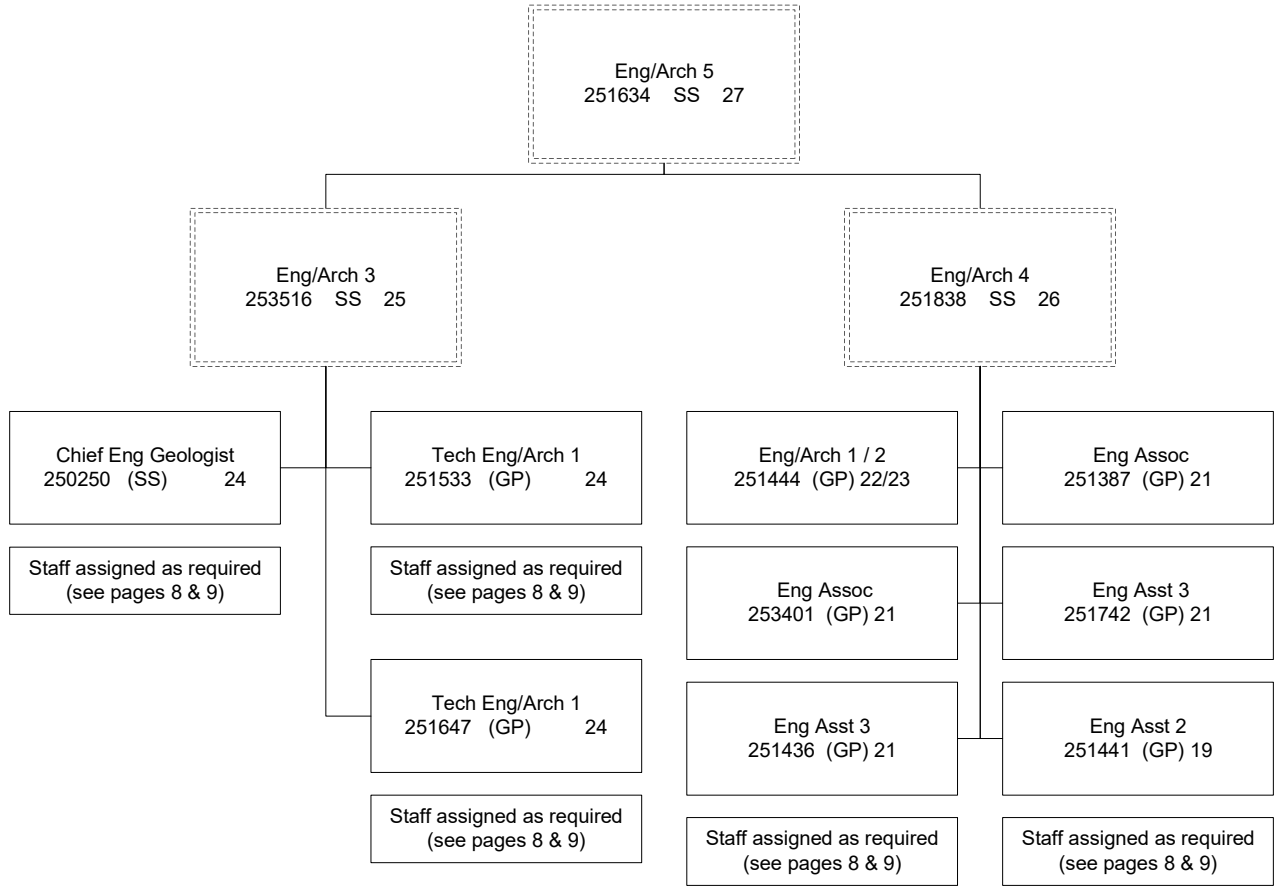 Eng/Arch 5
251634 SS 27
Eng/Arch 3
253516 SS 25
Eng/Arch 4
251838 SS 26
Chief Eng Geologist
250250 (SS) 24
Tech Eng/Arch 1
251533 (GP) 24
Eng/Arch 1 / 2
251444 (GP) 22/23
Eng Assoc
251387 (GP) 21
Staff assigned as required
(see pages 8 & 9)
Staff assigned as required
(see pages 8 & 9)
Eng Assoc
253401 (GP) 21
Eng Asst 3
251742 (GP) 21
Tech Eng/Arch 1
251647 (GP) 24
Eng Asst 3
251436 (GP) 21
Eng Asst 2
251441 (GP) 19
Staff assigned as required
(see pages 8 & 9)
Staff assigned as required
(see pages 8 & 9)
Staff assigned as required
(see pages 8 & 9)